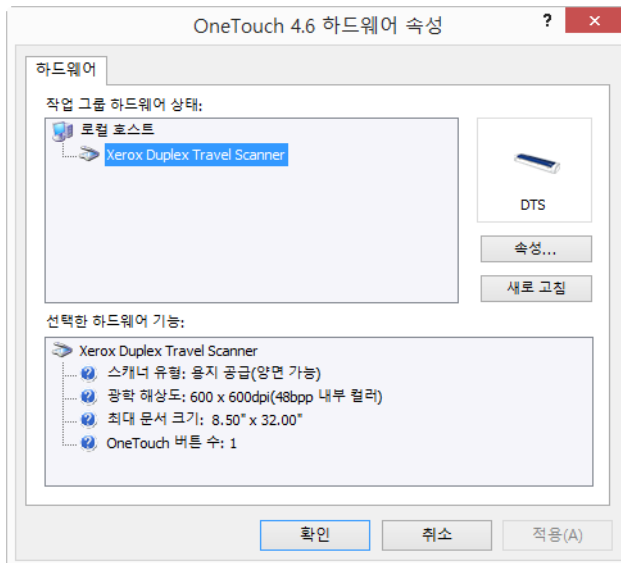 OneTouch 4.6 하드웨어 속성
?
×
하드웨어
작업 그룹 하드웨어 상태:
로컬 호스트
Xerox Duplex Travel Scanner
DTS
속성...
새로 고침
선택한 하드웨어 기능:
Xerox Duplex Travel Scanner
스캐너 유형: 용지 공급(양면 가능)
광학 해상도: 600 x 600dpi(48bpp 내부 컬러)
최대 문서 크기: 8.50" x 32.00"
OneTouch 버튼 수: 1
확인
취소
적용(A)